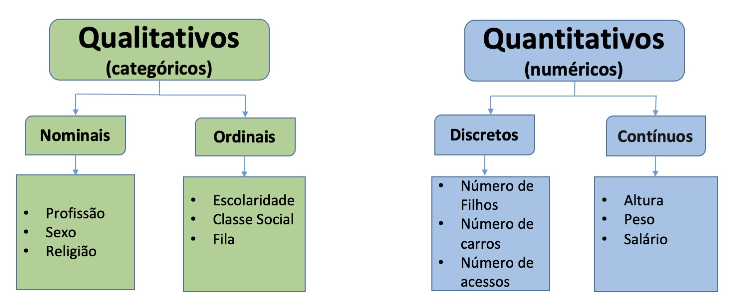 Qualitativos
(categóricos)
Nominais
Ordinais
• Profissão
• Sexo
• Religião
• Escolaridade
• Classe Social
• Fila
Quantitativos
(numéricos)
Discretos
Contínuos
• Número de
Filhos
• Número de
carros
• Número de
acessos
• Altura
• Peso
• Salário